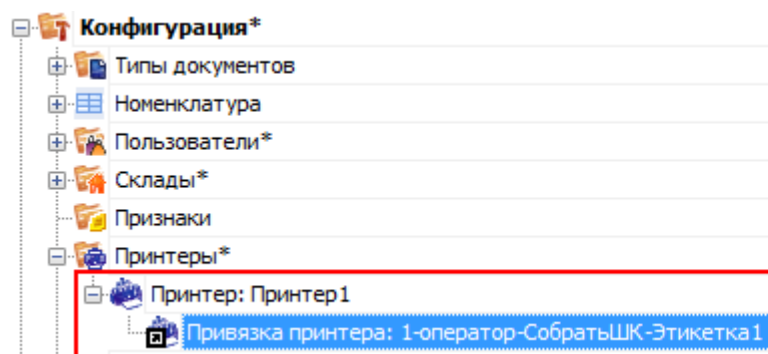 Конфигурация*
Типы документов
Номенклатура
Пользователи*
Склады*
Признаки
Принтеры*
Принтер: Принтер1
Привязка принтера: 1-оператор-СобратьШК-Этикетка1